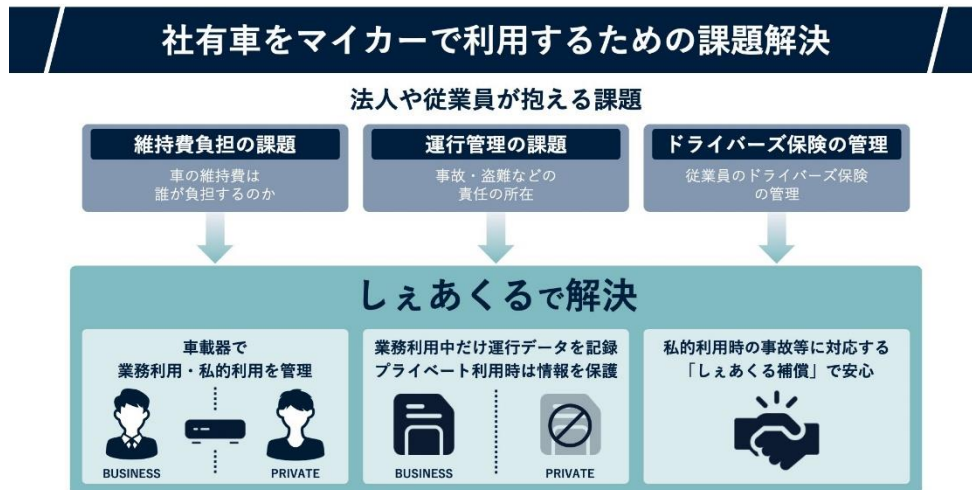 社有車をマイカーで利用するための課題解決
法人や従業員が抱える課題
維持費負担の課題
車の維持費は
誰が負担するのか
運行管理の課題
事故・盗難などの
責任の所在
ドライバーズ保険の管理
従業員のドライバーズ保険
の管理
しぇあくるで解決
車載器で
業務利用・私的利用を管理
BUSINESS
PRIVATE
業務利用中だけ運行データを記録
プライベート利用時は情報を保護
BUSINESS
PRIVATE
私的利用時の事故等に対応する
「しぇあくる補償」で安心